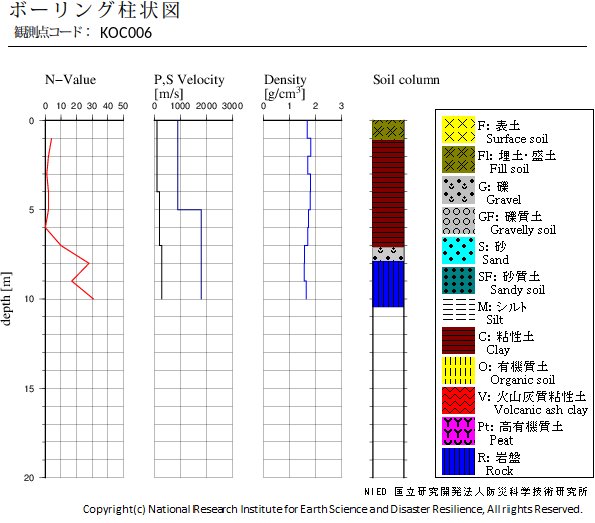 ボーリング柱状図
観測点コード： KOC006
N-Value
P,S Velocity
[m/s]
Density
[g/cm³]
Soil column
0 10 20 30 40 50
0 1000 2000 3000
0 1 2 3
0
5
10
15
20
depth [m]
F: 表土
Surface soil
Fl: 埋土・盛土
Fill soil
G: 礫
Gravel
GF: 礫質土
Gravelly soil
S: 砂
Sand
SF: 砂質土
Sandy soil
M: シルト
Silt
C: 粘性土
Clay
O: 有機質土
Organic soil
V: 火山灰質粘性土
Volcanic ash clay
Pt: 高有機質土
Peat
R: 岩盤
Rock
NIED 国立研究開発法人防災科学技術研究所
Copyright(c) National Research Institute for Earth Science and Disaster Resilience, All rights Reserved.